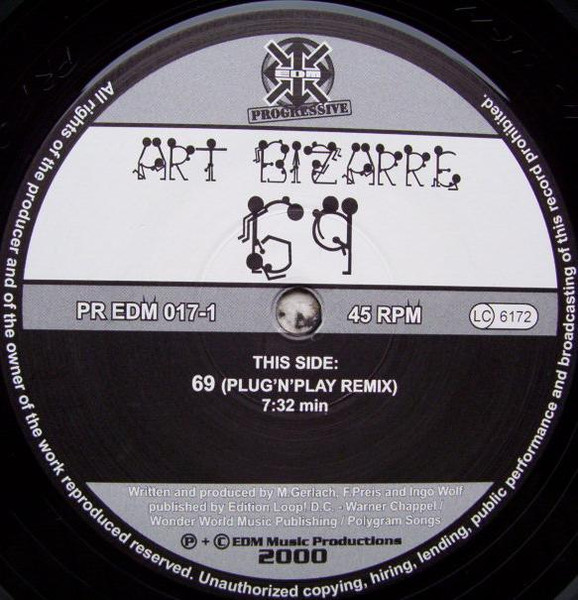 EDM
PROGRESSIVE
ART BIZARRE
69
PR EDM 017-1
45 RPM
LC 6172
THIS SIDE:
69 (PLUG'N'PLAY REMIX)
7:32 min
Written and produced by M.Gerlach, F.Preis and Ingo Wolf
published by Edition Loop! D.C. - Warner Chappel /
Wonder World Music Publishing / Polygram Songs
℗ + © EDM Music Productions
2000
All rights of the producer and of the owner of the work reproduced reserved. Unauthorized copying, hiring, lending, public performance and broadcasting of this record prohibited.